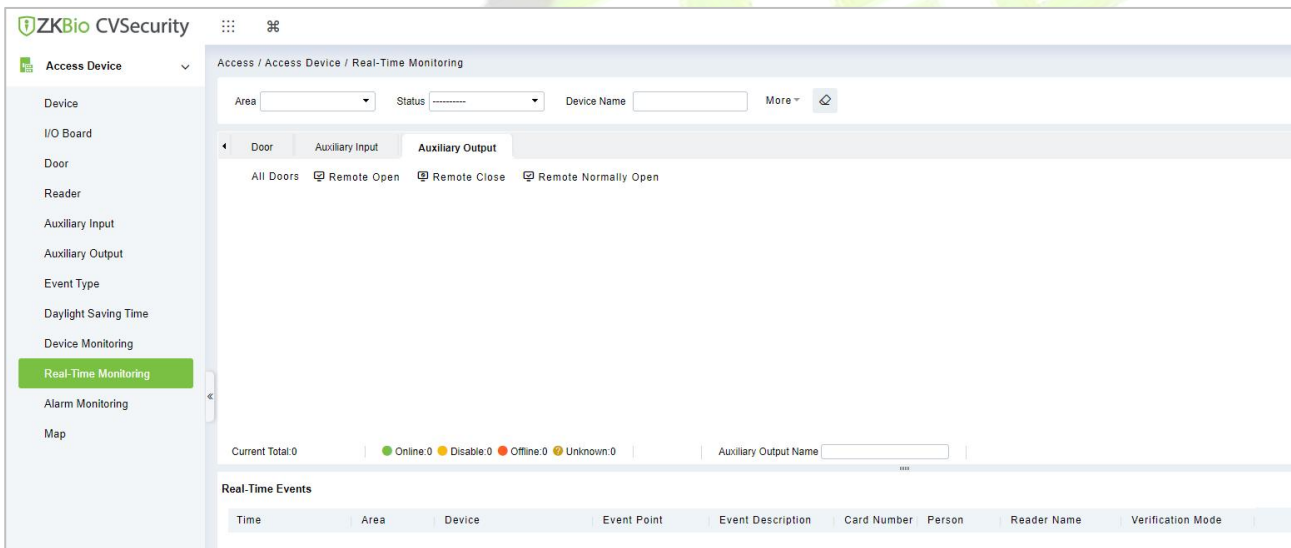 ZKBio CVSecurity
Access Device
Device
I/O Board
Door
Reader
Auxiliary Input
Auxiliary Output
Event Type
Daylight Saving Time
Device Monitoring
Real-Time Monitoring
Alarm Monitoring
Map
Access / Access Device / Real-Time Monitoring
Area Status ---------- Device Name More
Door Auxiliary Input Auxiliary Output
All Doors Remote Open Remote Close Remote Normally Open
Current Total:0 Online:0 Disable:0 Offline:0 ? Unknown:0 Auxiliary Output Name
Real-Time Events
Time Area Device Event Point Event Description Card Number Person Reader Name Verification Mode